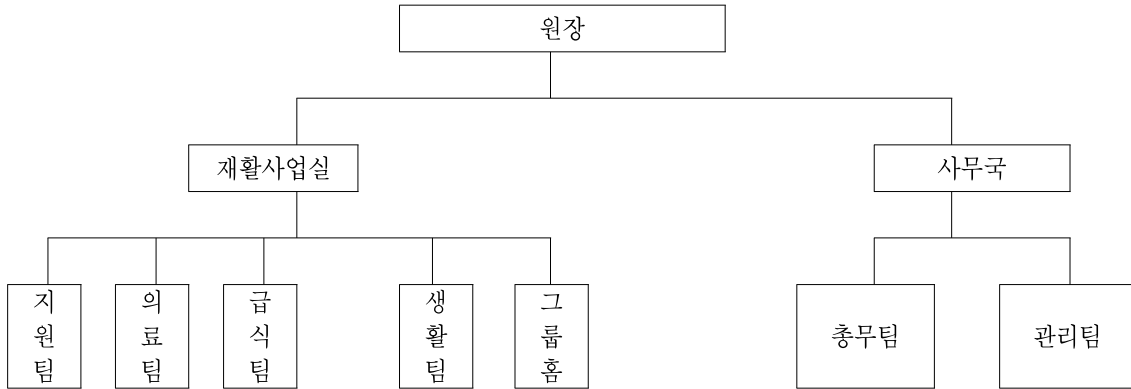 원장
재활사업실
사무국
지원팀
의료팀
급식팀
생활팀
그룹홈
총무팀
관리팀